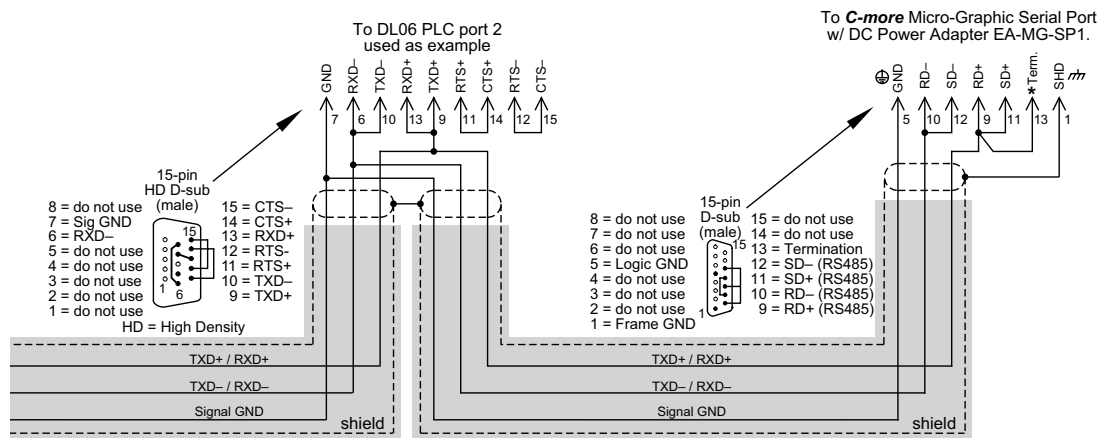 To DL06 PLC port 2
used as example
GND RXD– TXD– RXD+ TXD+ RTS+ CTS+ RTS– CTS–
7 6 10 13 9 11 14 12 15
15-pin
HD D-sub
(male)
8 = do not use
7 = Sig GND
6 = RXD–
5 = do not use
4 = do not use
3 = do not use
2 = do not use
1 = do not use
15
1
6
15 = CTS–
14 = CTS+
13 = RXD+
12 = RTS-
11 = RTS+
10 = TXD–
9 = TXD+
HD = High Density
To C-more Micro-Graphic Serial Port
w/ DC Power Adapter EA-MG-SP1.
GND RD– SD– RD+ SD+ *Term. SHD
5 10 12 9 11 13 1
15-pin
D-sub
(male)
8 = do not use
7 = do not use
6 = do not use
5 = Logic GND
4 = do not use
3 = do not use
2 = do not use
1 = Frame GND
15
1
15 = do not use
14 = do not use
13 = Termination
12 = SD– (RS485)
11 = SD+ (RS485)
10 = RD– (RS485)
9 = RD+ (RS485)
TXD+ / RXD+
TXD– / RXD–
Signal GND
shield
TXD+ / RXD+
TXD– / RXD–
Signal GND
shield